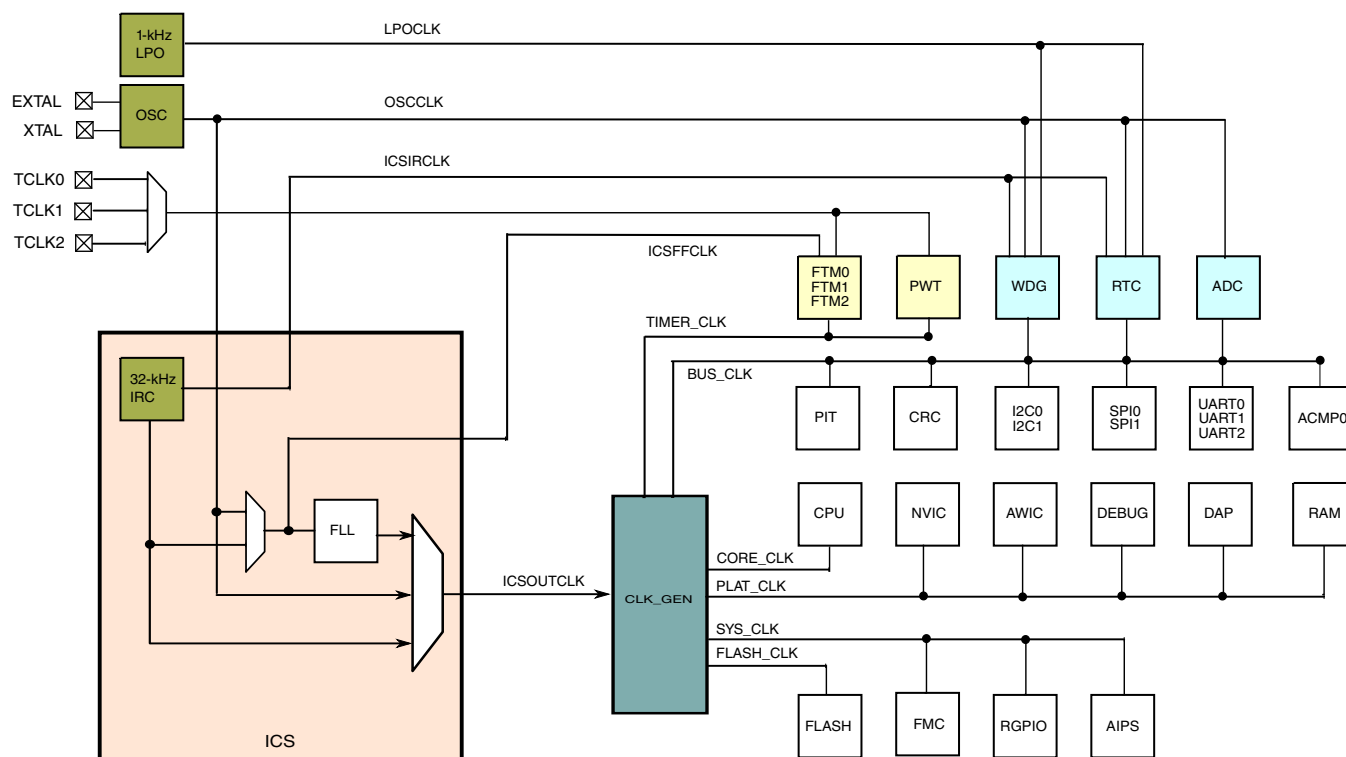 1-kHz
LPO
LPOCLK
EXTAL
XTAL
OSC
OSCCLK
TCLK0
TCLK1
TCLK2
ICSIRCLK
ICSFFCLK
FTM0
FTM1
FTM2
PWT
WDG
RTC
ADC
TIMER_CLK
BUS_CLK
32-kHz
IRC
PIT
CRC
I2C0
I2C1
SPI0
SPI1
UART0
UART1
UART2
ACMP0
FLL
CPU
NVIC
AWIC
DEBUG
DAP
RAM
ICSOUTCLK
CLK_GEN
CORE_CLK
PLAT_CLK
SYS_CLK
FLASH_CLK
FLASH
FMC
RGPIO
AIPS
ICS